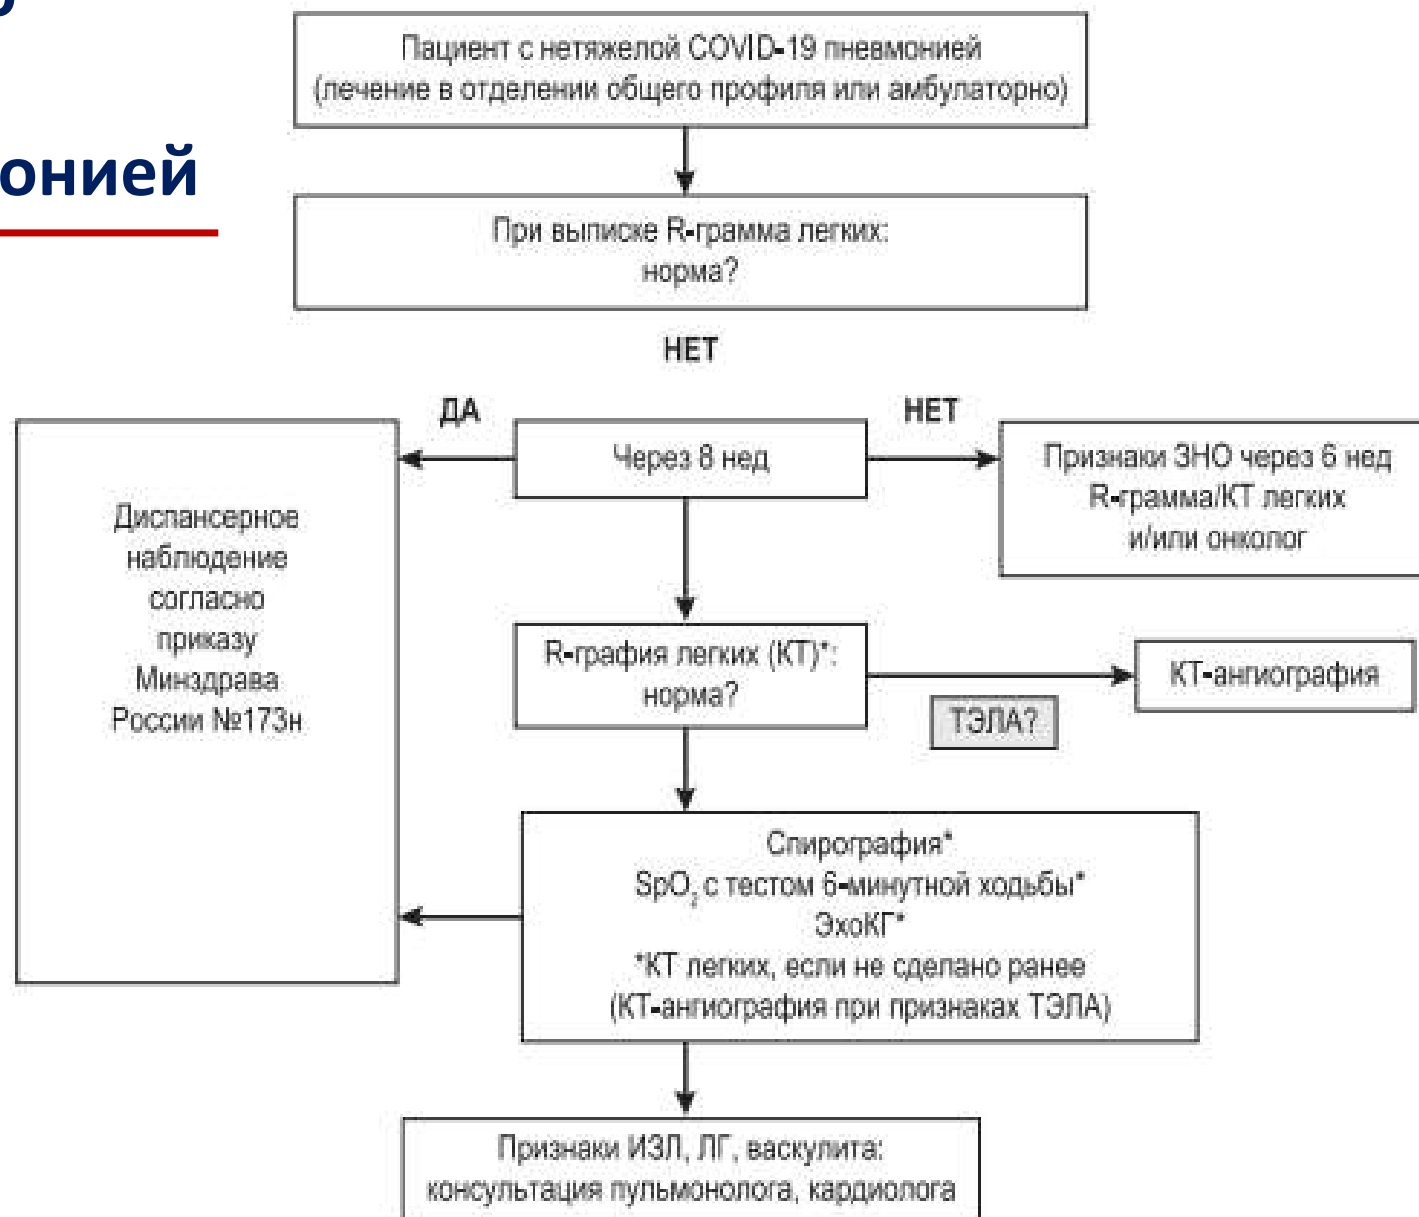 онией
Пациент с нетяжелой COVID-19 пневмонией
(лечение в отделении общего профиля или амбулаторно)
При выписке R-грамма легких:
норма?
НЕТ
ДА
НЕТ
Диспансерное
наблюдение
согласно
приказу
Минздрава
России №173н
Через 8 нед
Признаки ЗНО через 6 нед
R-грамма/КТ легких
и/или онколог
R-графия легких (КТ)*:
норма?
ТЭЛА?
КТ-ангиография
Спирография*
SpO₂ с тестом 6-минутной ходьбы*
ЭхоКГ*
*КТ легких, если не сделано ранее
(КТ-ангиография при признаках ТЭЛА)
Признаки ИЗЛ, ЛГ, васкулита:
консультация пульмонолога, кардиолога